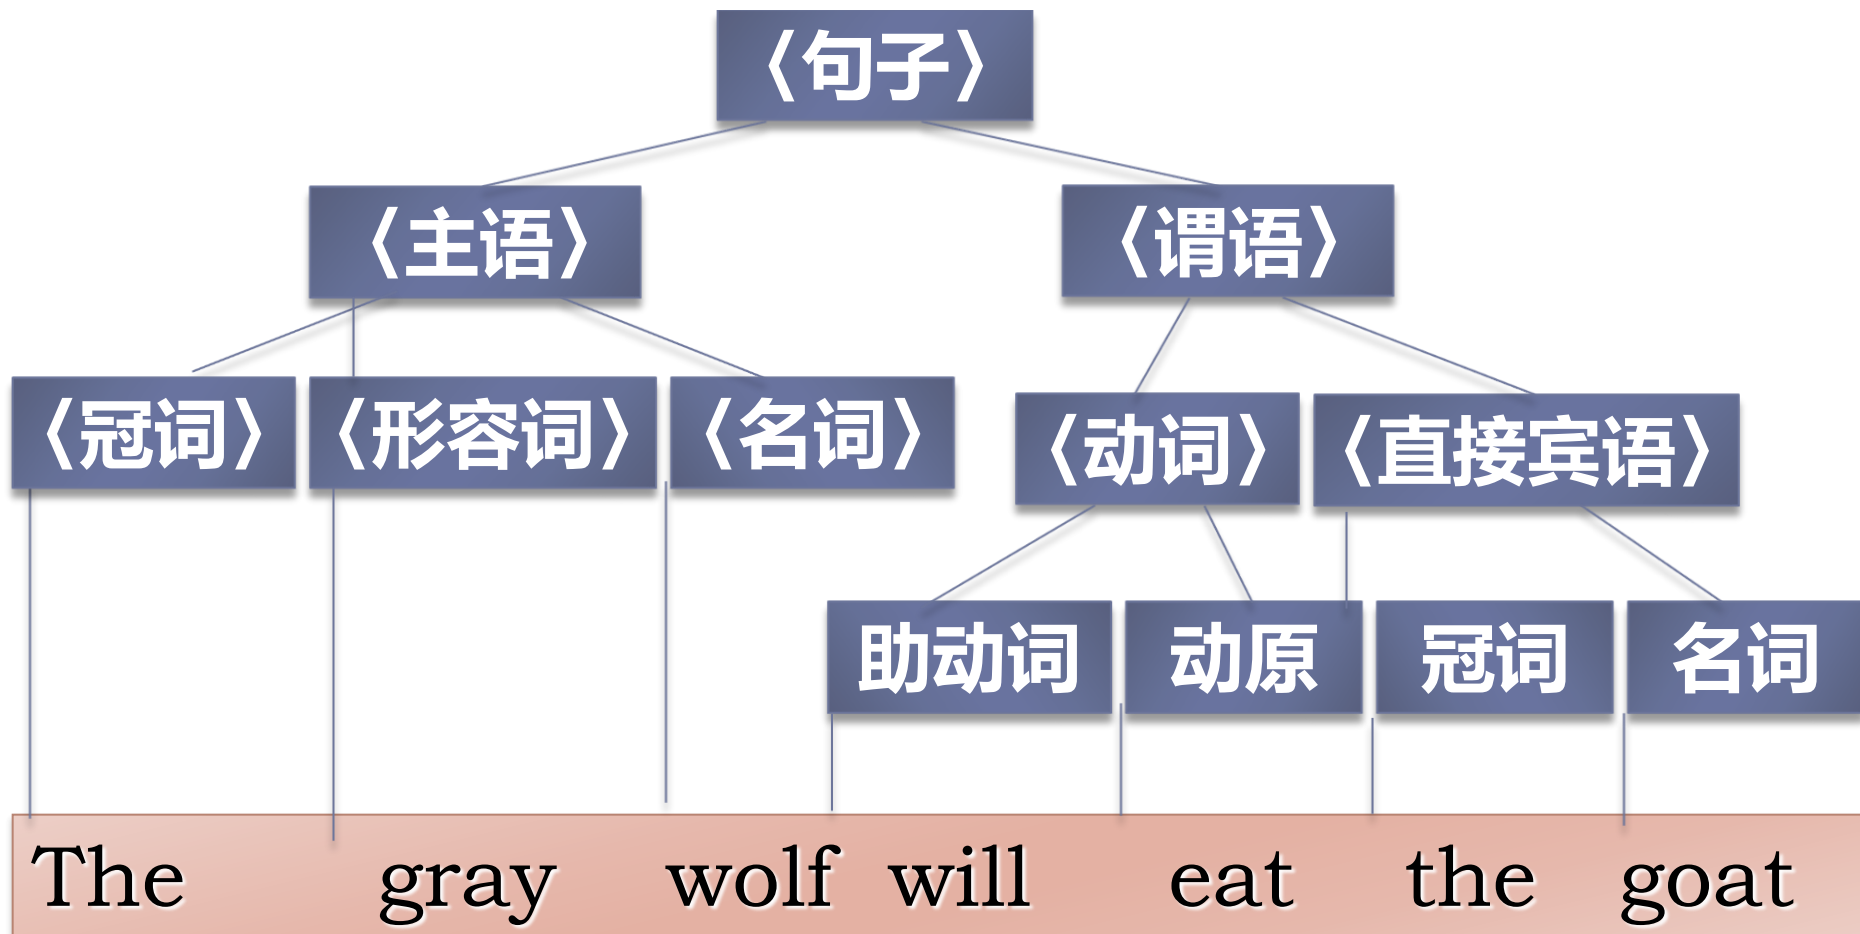 〈句子〉
〈主语〉 〈谓语〉
〈冠词〉 〈形容词〉 〈名词〉 〈动词〉 〈直接宾语〉
助动词 动原 冠词 名词
The gray wolf will eat the goat